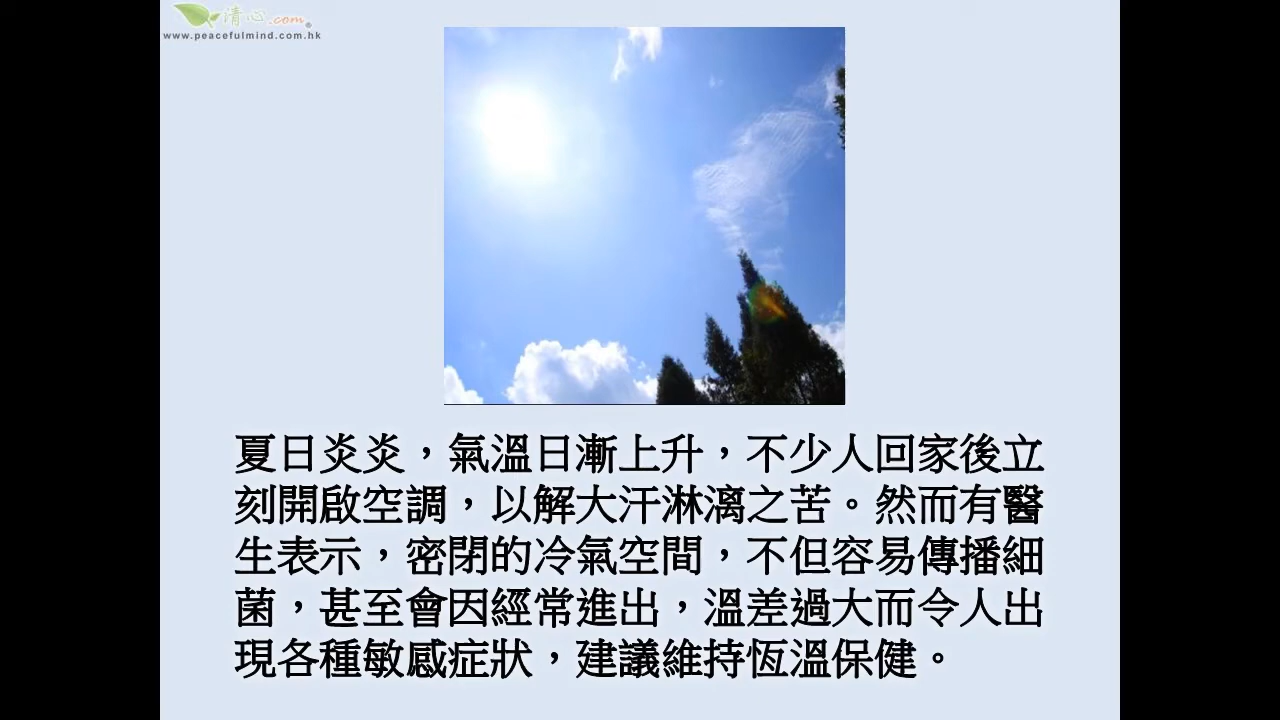 清心.com®
www.peacefulmind.com.hk
夏日炎炎，氣溫日漸上升，不少人回家後立
刻開啟空調，以解大汗淋漓之苦。然而有醫
生表示，密閉的冷氣空間，不但容易傳播細
菌，甚至會因經常進出，溫差過大而令人出
現各種敏感症狀，建議維持恆溫保健。